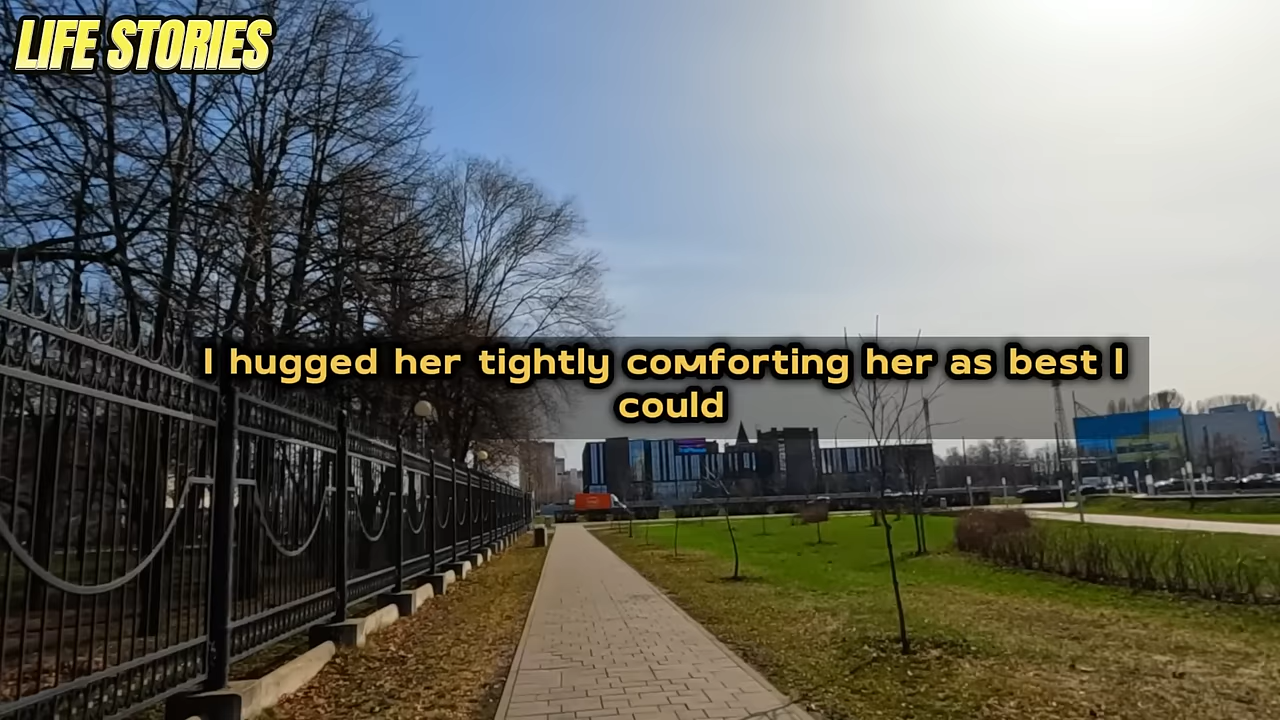 LIFE STORIES
I hugged her tightly comforting her as best I
could